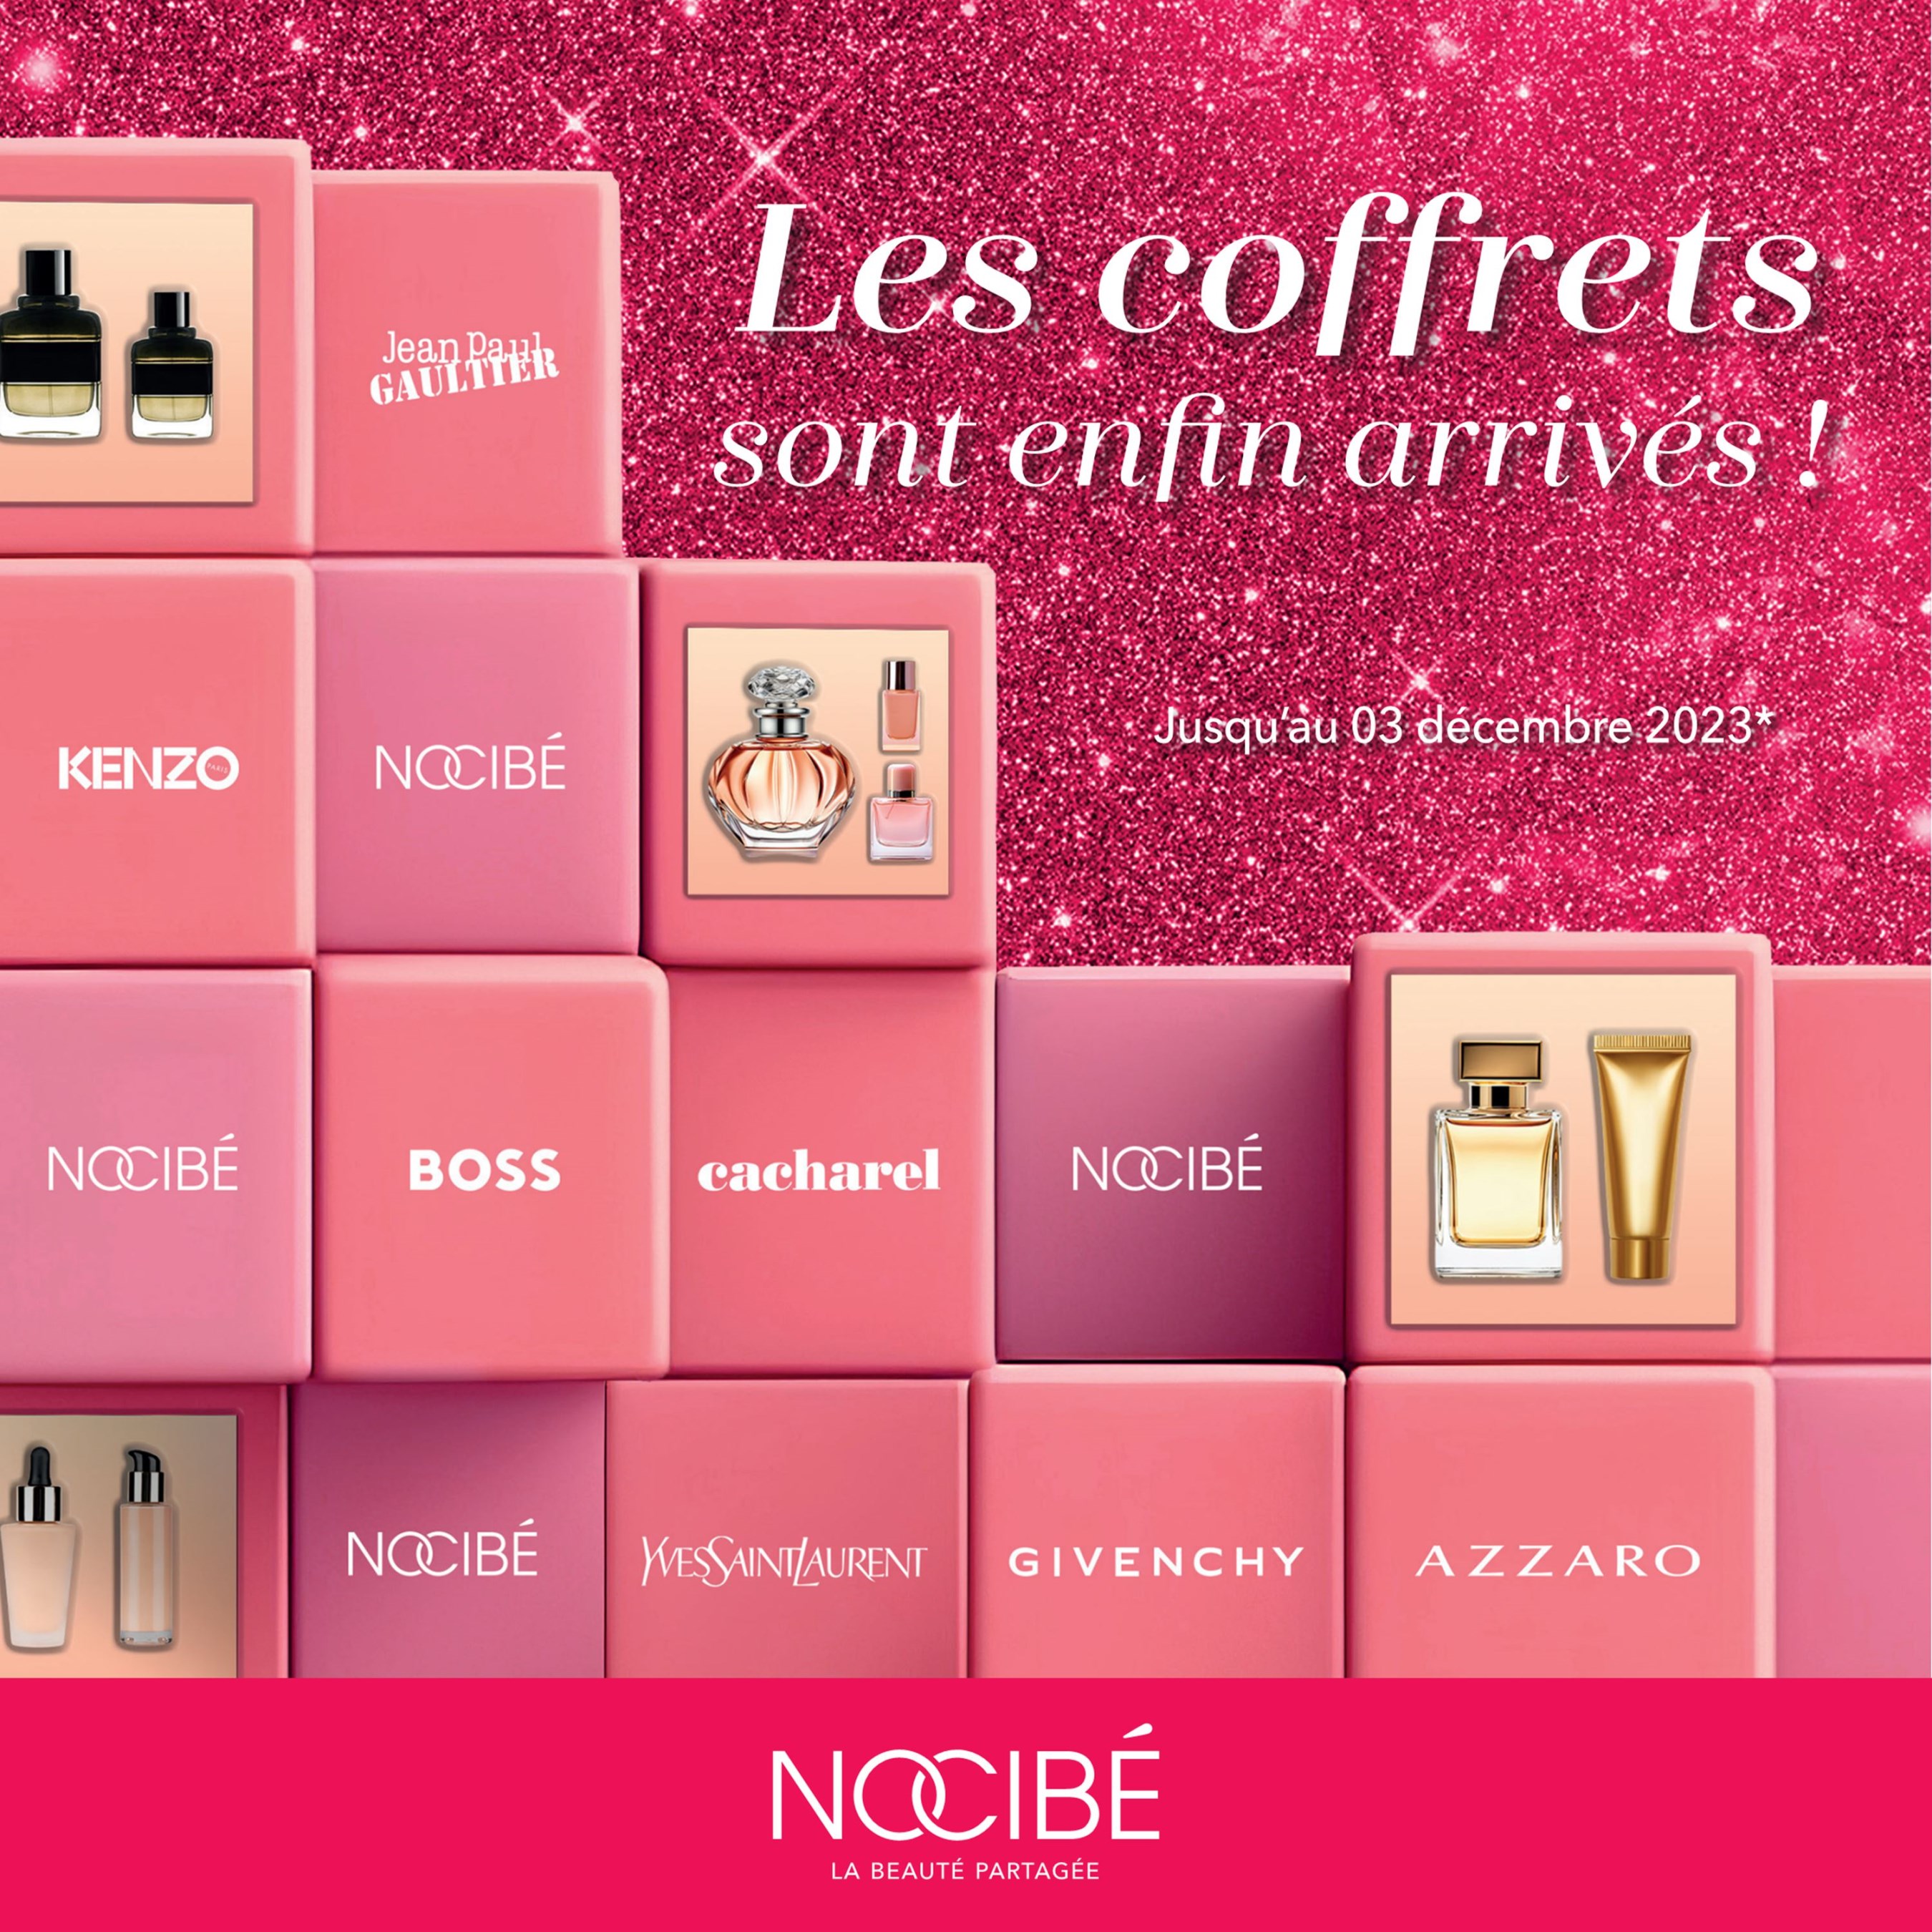 Les coffrets
sont enfin arrivés !
Jusqu'au 03 décembre 2023*
Jean Paul
GAULTIER
KENZO
PARIS
NOCIBÉ
NOCIBÉ
BOSS
cacharel
NOCIBÉ
NOCIBÉ
YVESSAINTLAURENT
GIVENCHY
AZZARO
NOCIBÉ
LA BEAUTÉ PARTAGÉE